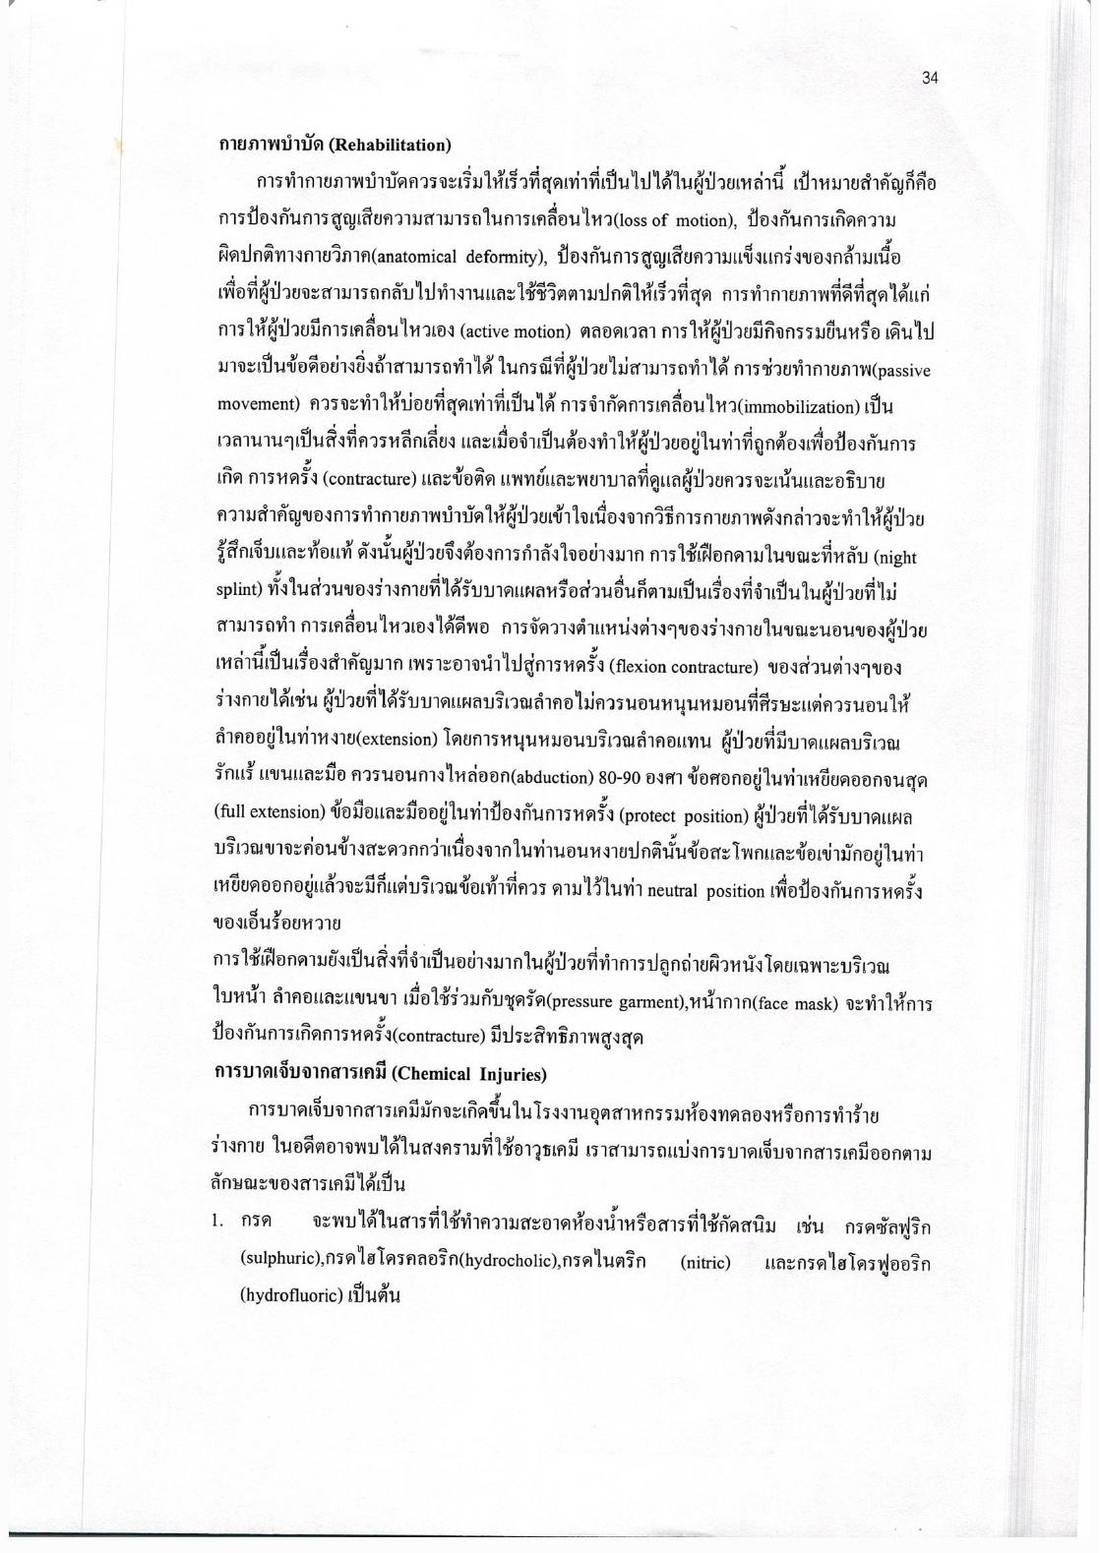 34
กายภาพบำบัด (Rehabilitation)
การทำกายภาพบำบัดควรจะเริ่มให้เร็วที่สุดเท่าที่เป็นไปได้ในผู้ป่วยเหล่านี้ เป้าหมายสำคัญก็คือ
การป้องกันการสูญเสียความสามารถในการเคลื่อนไหว(loss of motion), ป้องกันการเกิดความ
ผิดปกติทางกายวิภาค(anatomical deformity), ป้องกันการสูญเสียความแข็งแกร่งของกล้ามเนื้อ
เพื่อที่ผู้ป่วยจะสามารถกลับไปทำงานและใช้ชีวิตตามปกติให้เร็วที่สุด การทำกายภาพที่ดีที่สุดได้แก่
การให้ผู้ป่วยมีการเคลื่อนไหวเอง (active motion) ตลอดเวลา การให้ผู้ป่วยมีกิจกรรมยืนหรือ เดินไป
มาจะเป็นข้อดีอย่างยิ่งถ้าสามารถทำได้ ในกรณีที่ผู้ป่วยไม่สามารถทำได้ การช่วยทำกายภาพ(passive
movement) ควรจะทำให้บ่อยที่สุดเท่าที่เป็นได้ การจำกัดการเคลื่อนไหว(immobilization) เป็น
เวลานานๆเป็นสิ่งที่ควรหลีกเลี่ยง และเมื่อจำเป็นต้องทำให้ผู้ป่วยอยู่ในท่าที่ถูกต้องเพื่อป้องกันการ
เกิด การหดรั้ง (contracture) และข้อติด แพทย์และพยาบาลที่ดูแลผู้ป่วยควรจะเน้นและอธิบาย
ความสำคัญของการทำกายภาพบำบัดให้ผู้ป่วยเข้าใจเนื่องจากวิธีการกายภาพดังกล่าวจะทำให้ผู้ป่วย
รู้สึกเจ็บและท้อแท้ ดังนั้นผู้ป่วยจึงต้องการกำลังใจอย่างมาก การใช้เฝือกดามในขณะที่หลับ (night
splint) ทั้งในส่วนของร่างกายที่ได้รับบาดแผลหรือส่วนอื่นก็ตามเป็นเรื่องที่จำเป็นในผู้ป่วยที่ไม่
สามารถทำ การเคลื่อนไหวเองได้ดีพอ การจัดวางตำแหน่งต่างๆของร่างกายในขณะนอนของผู้ป่วย
เหล่านี้เป็นเรื่องสำคัญมาก เพราะอาจนำไปสู่การหดรั้ง (flexion contracture) ของส่วนต่างๆของ
ร่างกายได้เช่น ผู้ป่วยที่ได้รับบาดแผลบริเวณลำคอไม่ควรนอนหนุนหมอนที่ศีรษะแต่ควรนอนให้
ลำคออยู่ในท่าหงาย(extension) โดยการหนุนหมอนบริเวณลำคอแทน ผู้ป่วยที่มีบาดแผลบริเวณ
รักแร้ แขนและมือ ควรนอนกางไหล่ออก(abduction) 80-90 องศา ข้อศอกอยู่ในท่าเหยียดออกจนสุด
(full extension) ข้อมือและมืออยู่ในท่าป้องกันการหดรั้ง (protect position) ผู้ป่วยที่ได้รับบาดแผล
บริเวณขาจะค่อนข้างสะดวกกว่าเนื่องจากในท่านอนหงายปกตินั้นข้อสะโพกและข้อเข่ามักอยู่ในท่า
เหยียดออกอยู่แล้วจะมีก็แต่บริเวณข้อเท้าที่ควร ดามไว้ในท่า neutral position เพื่อป้องกันการหดรั้ง
ของเอ็นร้อยหวาย
การใช้เฝือกดามยังเป็นสิ่งที่จำเป็นอย่างมากในผู้ป่วยที่ทำการปลูกถ่ายผิวหนังโดยเฉพาะบริเวณ
ใบหน้า ลำคอและแขนขา เมื่อใช้ร่วมกับชุดรัด(pressure garment),หน้ากาก(face mask) จะทำให้การ
ป้องกันการเกิดการหดรั้ง(contracture) มีประสิทธิภาพสูงสุด
การบาดเจ็บจากสารเคมี (Chemical Injuries)
การบาดเจ็บจากสารเคมีมักจะเกิดขึ้นในโรงงานอุตสาหกรรมห้องทดลองหรือการทำร้าย
ร่างกาย ในอดีตอาจพบได้ในสงครามที่ใช้อาวุธเคมี เราสามารถแบ่งการบาดเจ็บจากสารเคมีออกตาม
ลักษณะของสารเคมีได้เป็น
1. กรด จะพบได้ในสารที่ใช้ทำความสะอาดห้องน้ำหรือสารที่ใช้กัดสนิม เช่น กรดซัลฟูริก
(sulphuric),กรดไฮโดรคลอริก(hydrocholic),กรดไนตริก (nitric) และกรดไฮโดรฟูออริก
(hydrofluoric) เป็นต้น